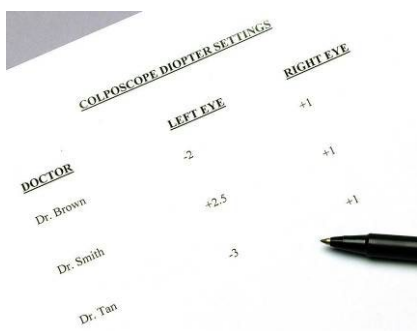 COLPOSCOPE DIOPTER SETTINGS
DOCTOR LEFT EYE RIGHT EYE
Dr. Brown -2 +1
Dr. Smith +2.5 +1
Dr. Tan -3 +1